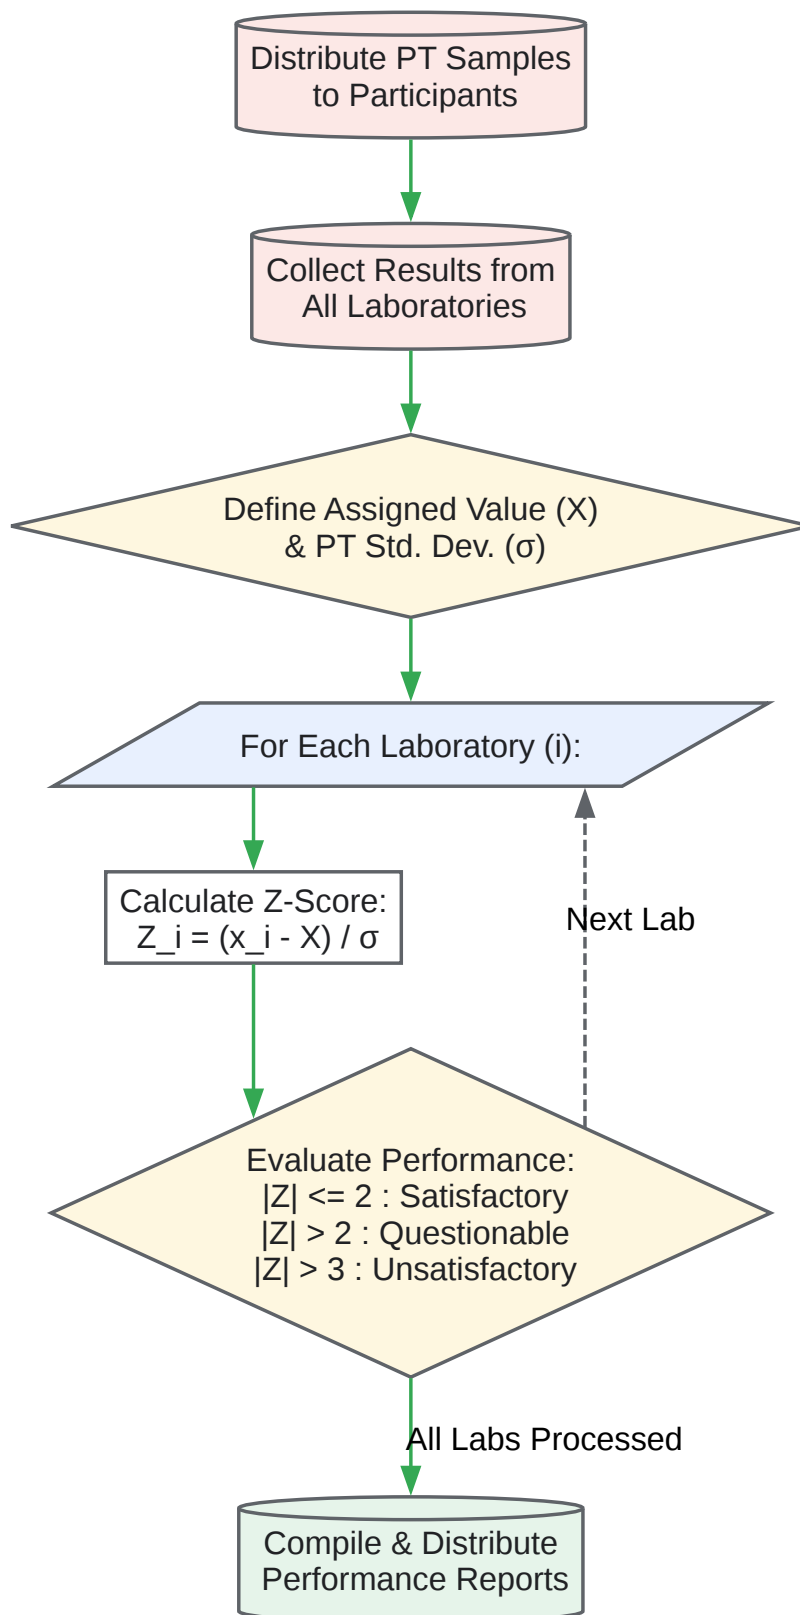 Distribute PT Samples
to Participants
Collect Results from
All Laboratories
Define Assigned Value (X)
& PT Std. Dev. (σ)
For Each Laboratory (i):
Calculate Z-Score:
Z_i = (x_i - X) / σ
Next Lab
Evaluate Performance:
|Z| <= 2 : Satisfactory
|Z| > 2 : Questionable
|Z| > 3 : Unsatisfactory
All Labs Processed
Compile & Distribute
Performance Reports